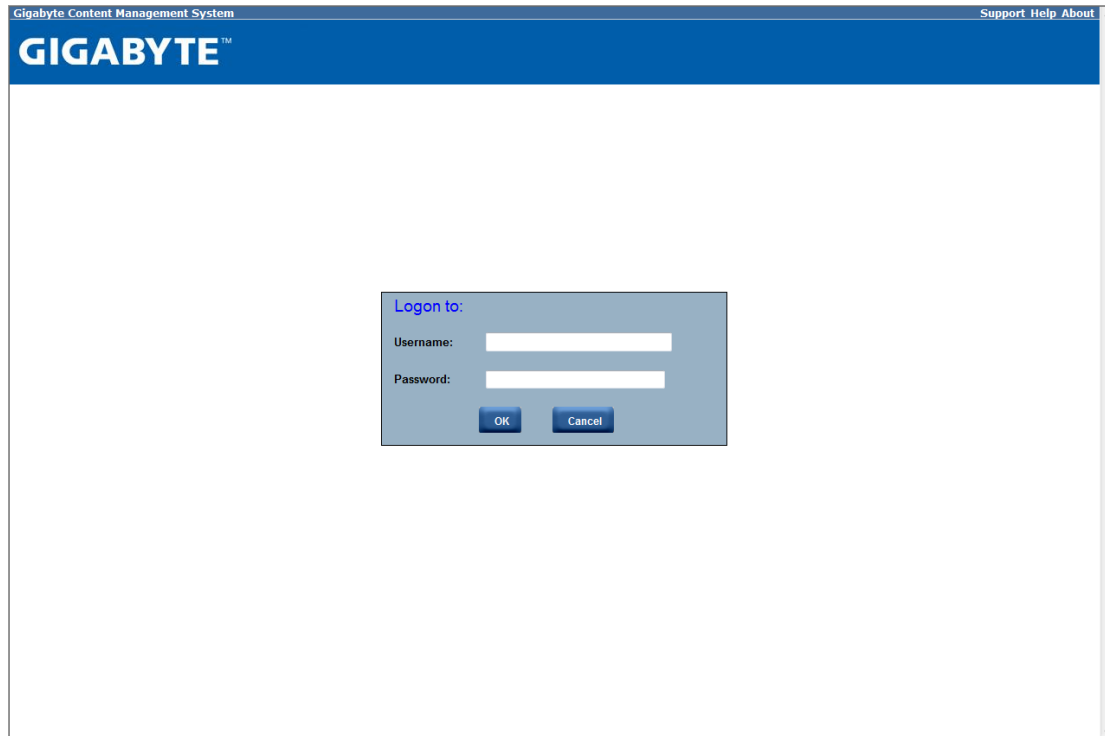 Gigabyte Content Management System Support Help About
GIGABYTE™
Logon to:
Username:
Password:
OK Cancel